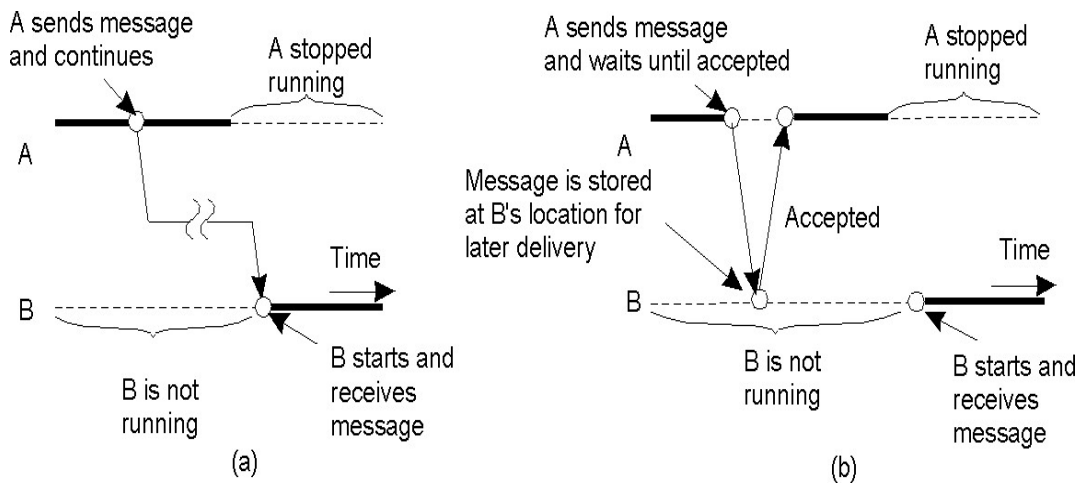 A sends message
and continues
A stopped
running
A
Time
B
B is not
running
B starts and
receives
message
(a)
A sends message
and waits until accepted
A stopped
running
A
Message is stored
at B's location for
later delivery
Accepted
Time
B
B is not
running
B starts and
receives
message
(b)